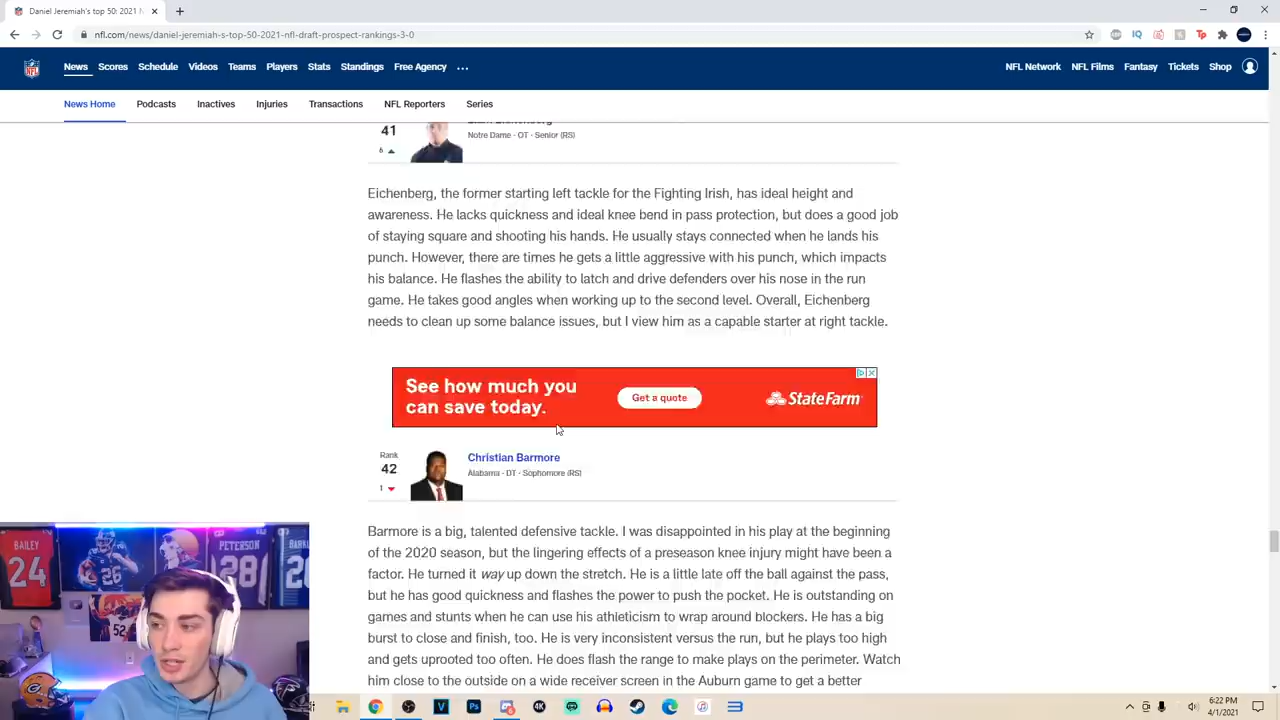 Daniel Jeremiah's top 50: 2021 N
nfl.com/news/daniel-jeremiah-s-top-50-2021-nfl-draft-prospect-rankings-3-0
News Scores Schedule Videos Teams Players Stats Standings Free Agency ...
NFL Network NFL Films Fantasy Tickets Shop
News Home Podcasts Inactives Injuries Transactions NFL Reporters Series
41
Notre Dame - OT - Senior (RS)
6
Eichenberg, the former starting left tackle for the Fighting Irish, has ideal height and
awareness. He lacks quickness and ideal knee bend in pass protection, but does a good job
of staying square and shooting his hands. He usually stays connected when he lands his
punch. However, there are times he gets a little aggressive with his punch, which impacts
his balance. He flashes the ability to latch and drive defenders over his nose in the run
game. He takes good angles when working up to the second level. Overall, Eichenberg
needs to clean up some balance issues, but I view him as a capable starter at right tackle.
See how much you
can save today.
Get a quote
StateFarm
Rank
42
1
Christian Barmore
Alabama - DT - Sophomore (RS)
Barmore is a big, talented defensive tackle. I was disappointed in his play at the beginning
of the 2020 season, but the lingering effects of a preseason knee injury might have been a
factor. He turned it way up down the stretch. He is a little late off the ball against the pass,
but he has good quickness and flashes the power to push the pocket. He is outstanding on
games and stunts when he can use his athleticism to wrap around blockers. He has a big
burst to close and finish, too. He is very inconsistent versus the run, but he plays too high
and gets uprooted too often. He does flash the range to make plays on the perimeter. Watch
him close to the outside on a wide receiver screen in the Auburn game to get a better
BAILEY
24
26
52
PETERSON
28
6:22 PM
4/1/2021